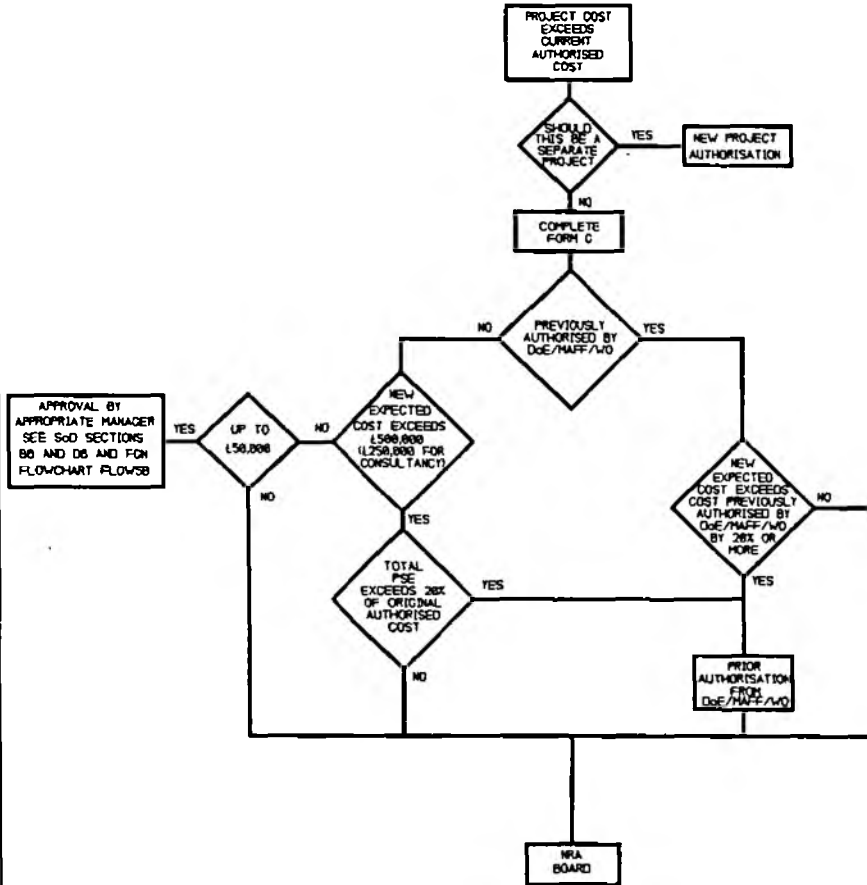 PROJECT COST
EXCEEDS
CURRENT
AUTHORISED
COST
SHOULD
THIS BE A
SEPARATE
PROJECT
YES
NEW PROJECT
AUTHORISATION
NO
COMPLETE
FORM C
NO
PREVIOUSLY
AUTHORISED BY
DoE/MAFF/WO
YES
APPROVAL BY
APPROPRIATE MANAGER
SEE SoD SECTIONS
BB AND DB AND FCN
FLOWCHART FLOWSB
YES
UP TO
£50,000
NO
NEW
EXPECTED
COST EXCEEDS
£500,000
(£250,000 FOR
CONSULTANCY)
NEW
EXPECTED
COST EXCEEDS
COST PREVIOUSLY
AUTHORISED BY
DoE/MAFF/WO
BY 20% OR
MORE
NO
NO
YES
TOTAL
PSE
EXCEEDS 20%
OF ORIGINAL
AUTHORISED
COST
YES
YES
NO
PRIOR
AUTHORISATION
FROM
DoE/MAFF/WO
NRA
BOARD